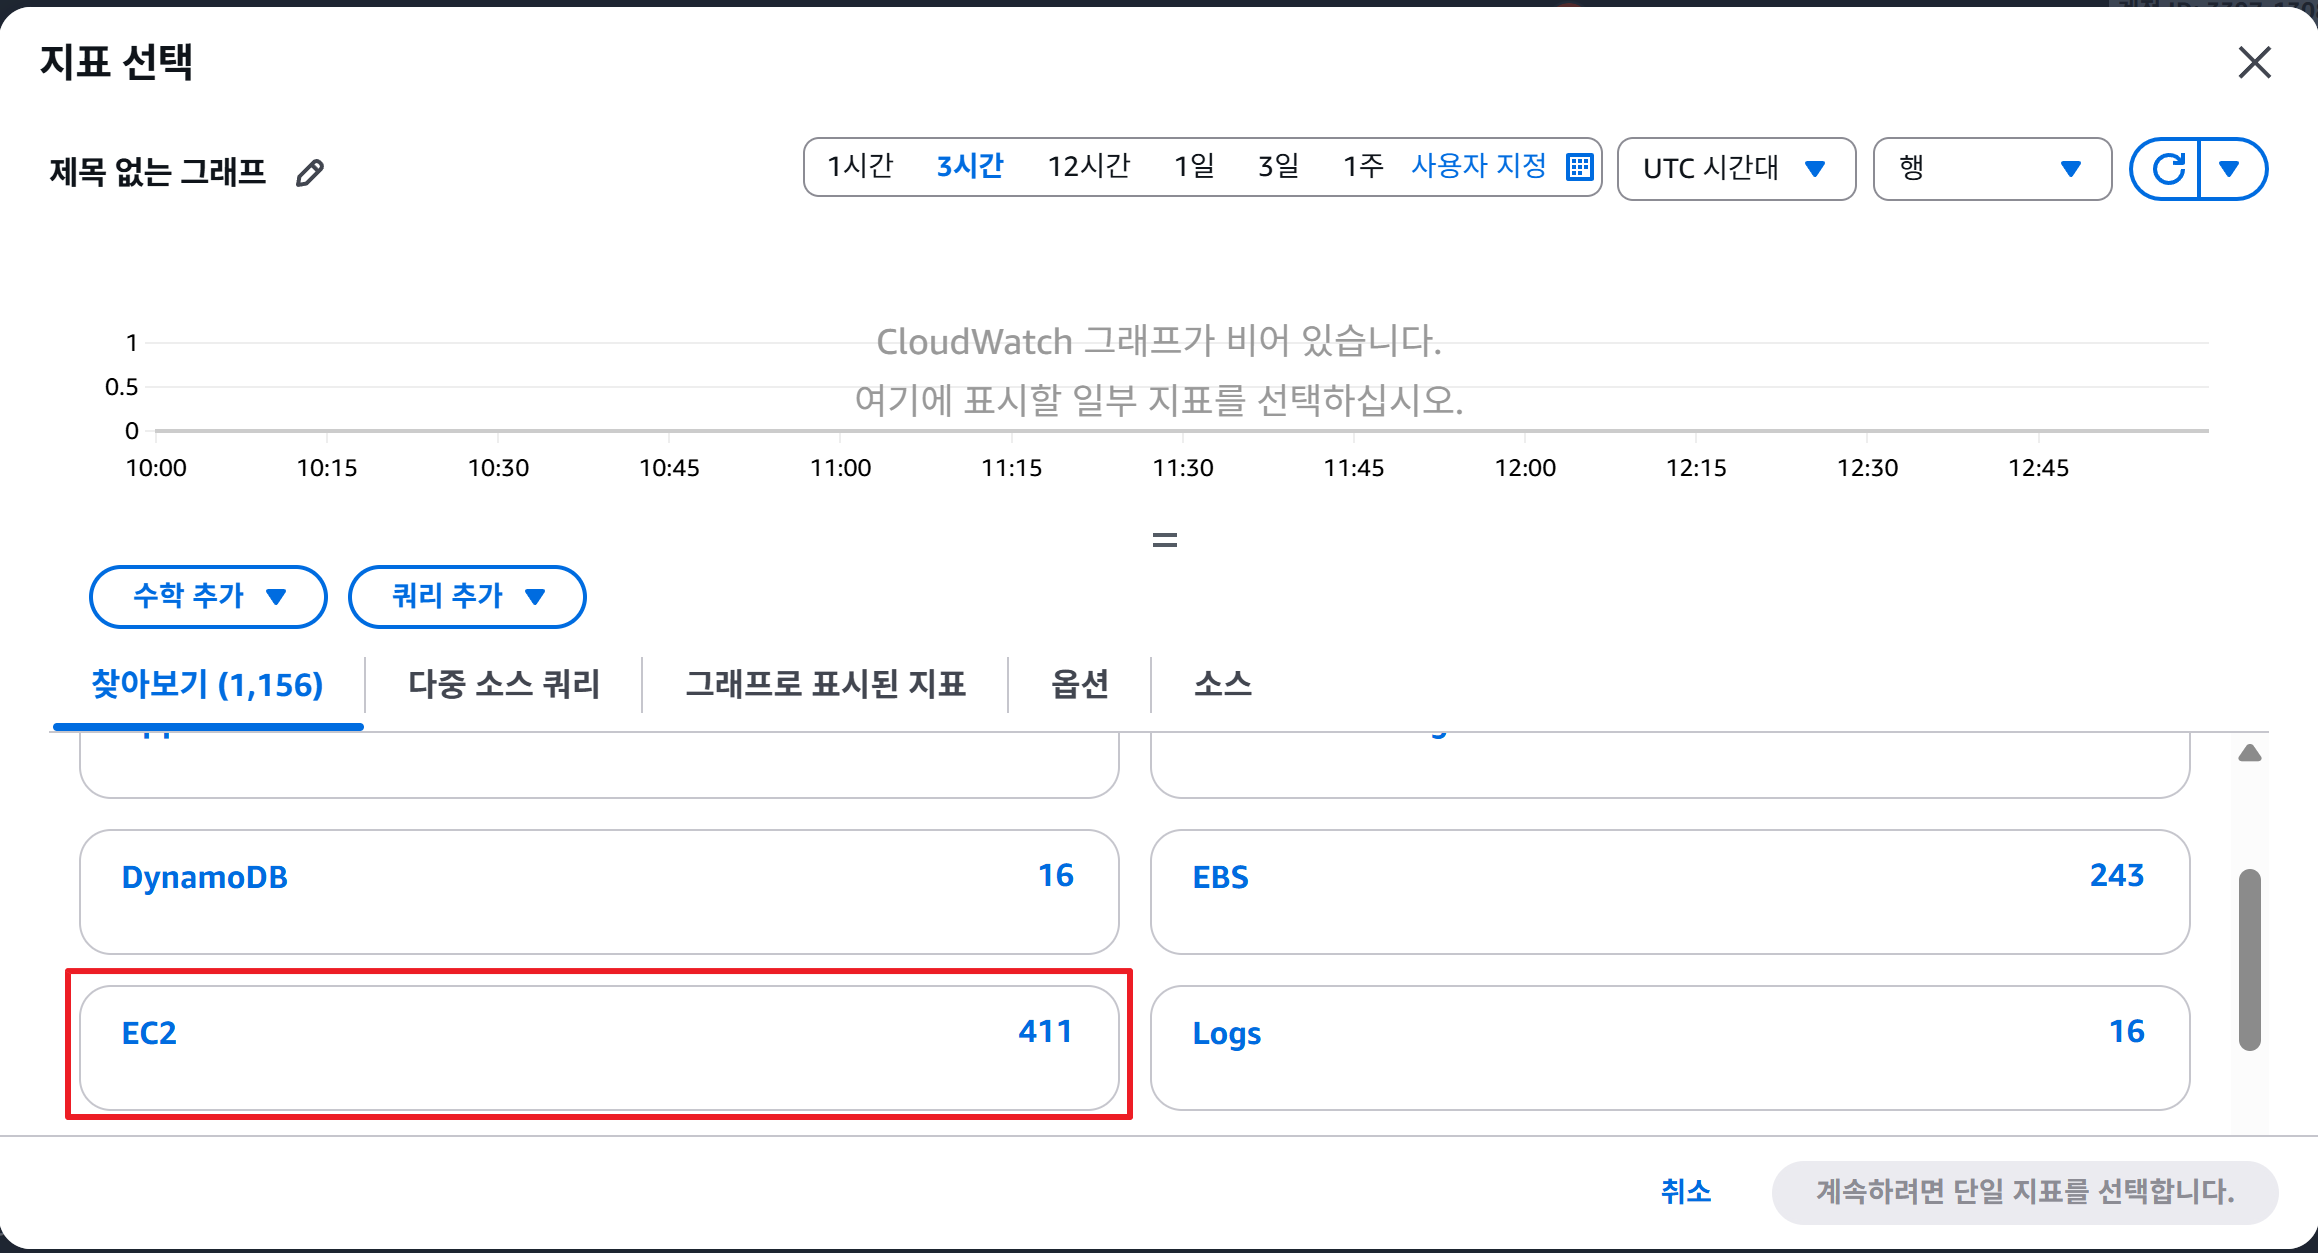 지표 선택
제목 없는 그래프
1시간 3시간 12시간 1일 3일 1주 사용자 지정
UTC 시간대
행
CloudWatch 그래프가 비어 있습니다.
여기에 표시할 일부 지표를 선택하십시오.
1
0.5
0
10:00 10:15 10:30 10:45 11:00 11:15 11:30 11:45 12:00 12:15 12:30 12:45
수학 추가
쿼리 추가
찾아보기 (1,156) 다중 소스 쿼리 그래프로 표시된 지표 옵션 소스
DynamoDB 16
EBS 243
EC2 411
Logs 16
취소
계속하려면 단일 지표를 선택합니다.